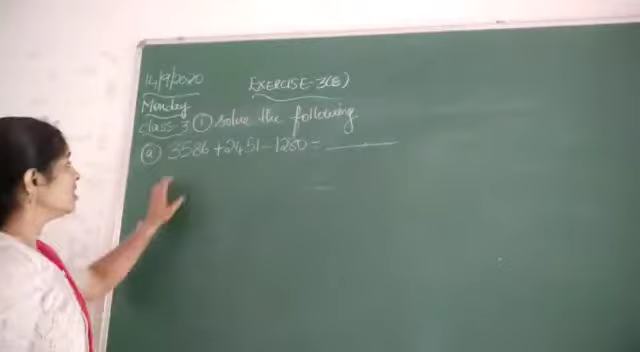 14/9/2020 EXERCISE-3(E)
Monday
Class-3 ① solve the following
ⓐ 3586 + 2451 - 1280 = ______